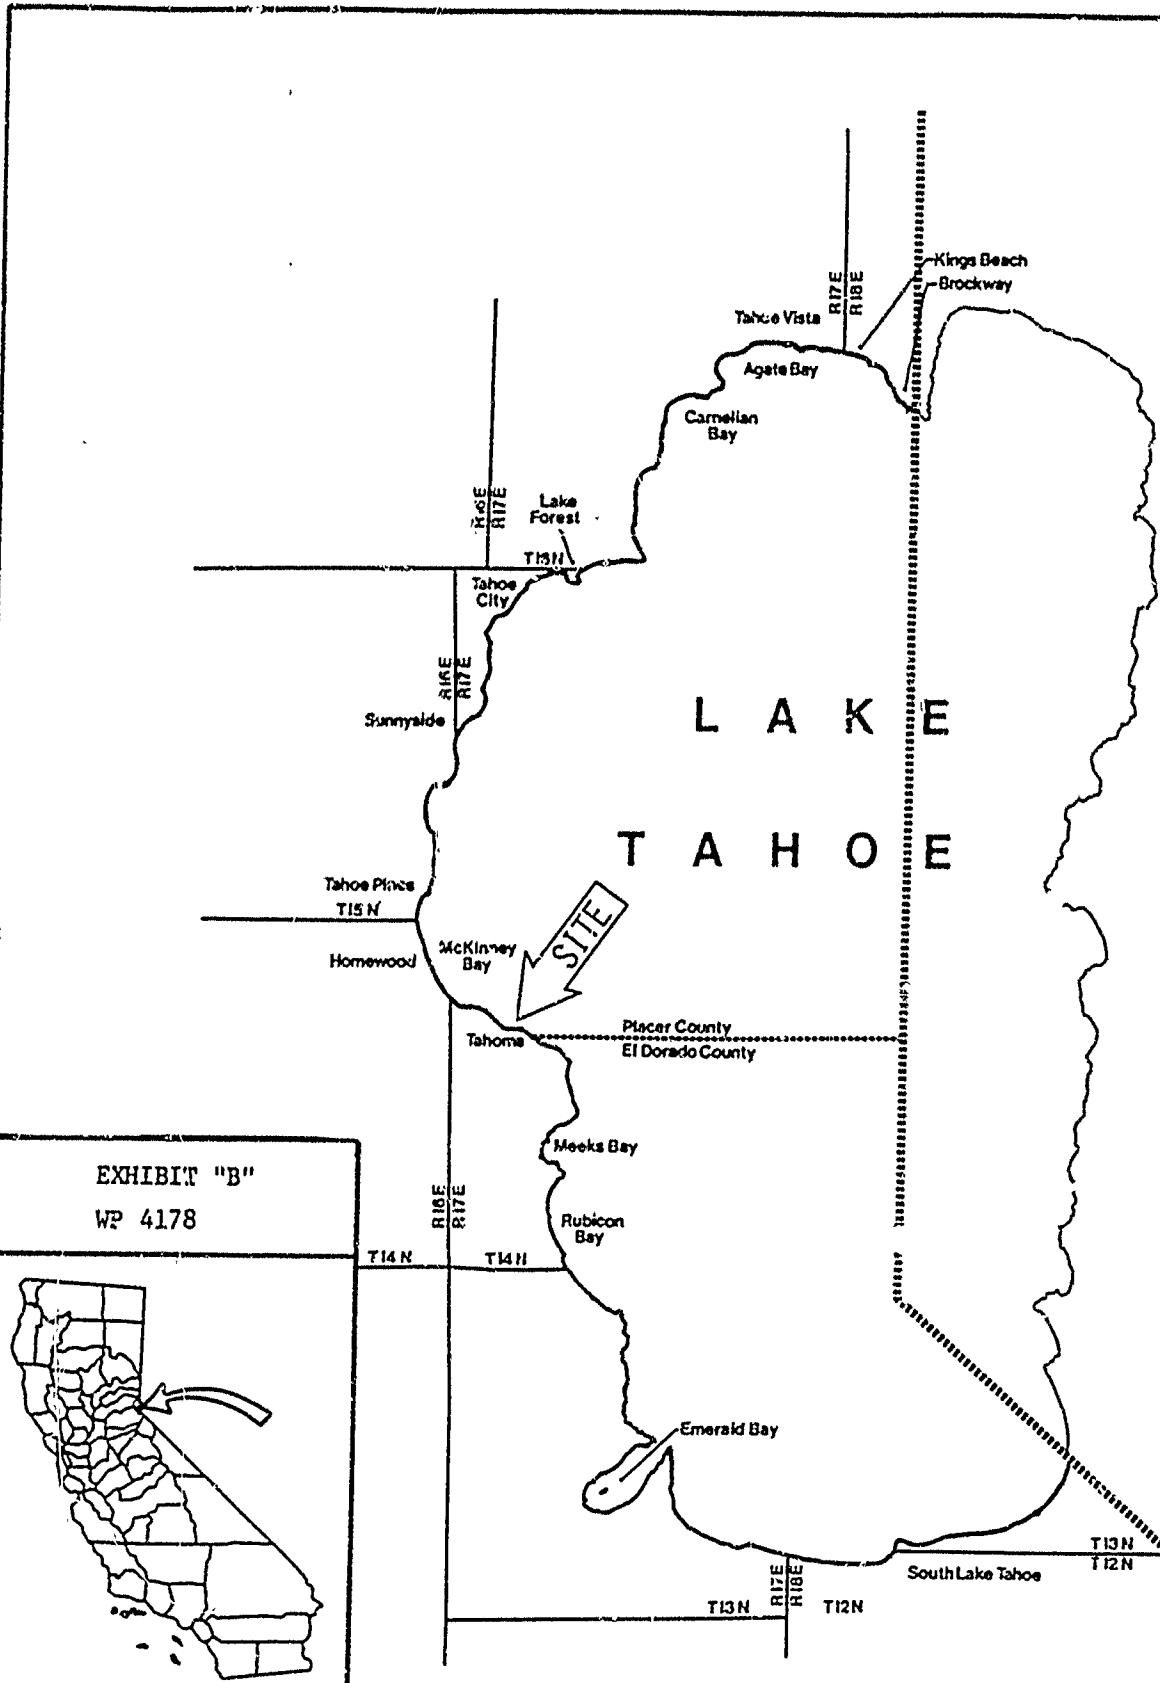 Kings Beach
Brockway
R17E
R18E
Tahoe Vista
Agate Bay
Carnelian
Bay
R16E
R17E
Lake
Forest
Tahoe
City
R16E
R17E
Sunnyside
LAKE
TAHOE
Tahoe Pines
T15N
Homewood
McKinney
Bay
SITE
Tahoma
Placer County
El Dorado County
Meeks Bay
EXHIBIT "B"
WP 4178
R16E
R17E
Rubicon
Bay
T14N
T14N
Emerald Bay
T13N
T12N
South Lake Tahoe
R17E
R18E
T13N
T12N